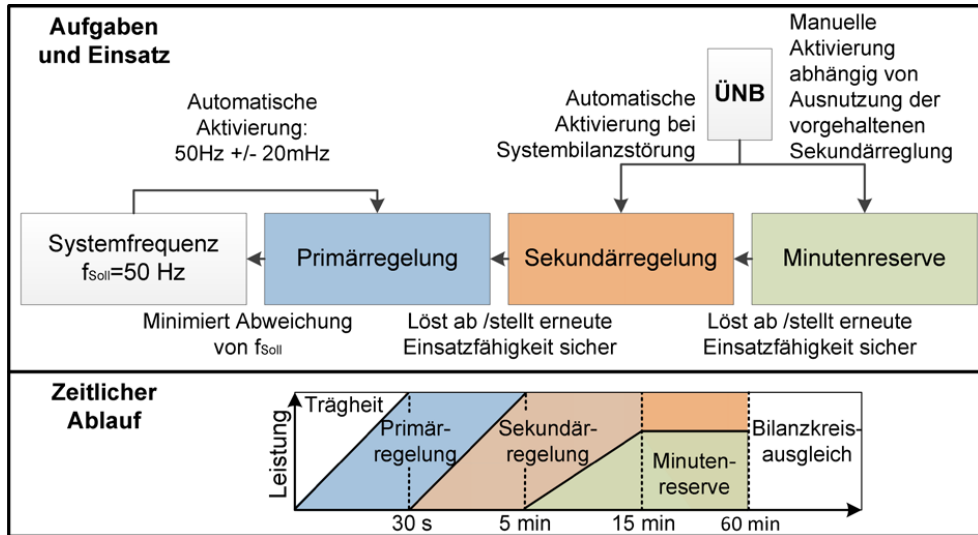 Aufgaben
und Einsatz
Automatische
Aktivierung:
50Hz +/- 20mHz
Automatische
Aktivierung bei
Systembilanzstörung
ÜNB
Manuelle
Aktivierung
abhängig von
Ausnutzung der
vorgehaltenen
Sekundärreglung
Systemfrequenz
fSoll=50 Hz
Primärregelung
Sekundärregelung
Minutenreserve
Minimiert Abweichung
von fSoll
Löst ab /stellt erneute
Einsatzfähigkeit sicher
Löst ab /stellt erneute
Einsatzfähigkeit sicher
Zeitlicher
Ablauf
Leistung
Trägheit
Primär-
regelung
Sekundär-
regelung
Minuten-
reserve
Bilanzkreis-
ausgleich
30 s
5 min
15 min
60 min